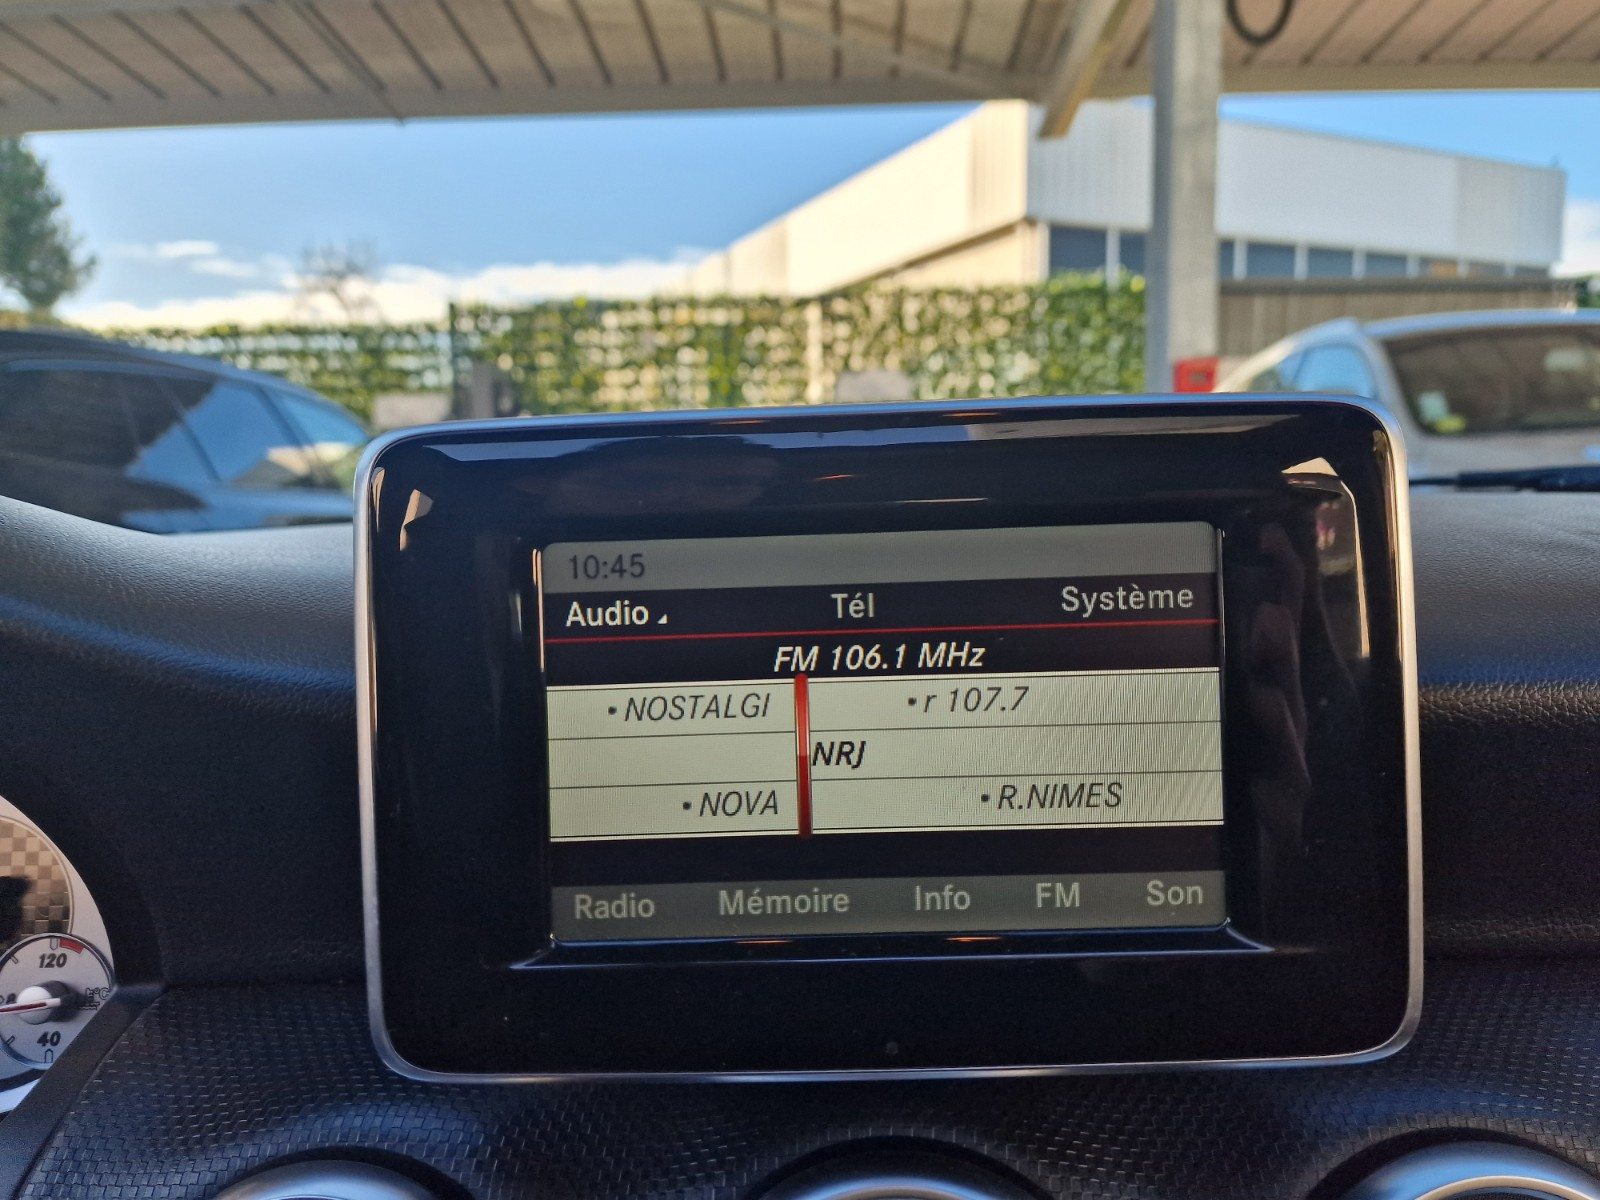 10:45
Audio Tél Système
FM 106.1 MHz
•NOSTALGI •r 107.7
NRJ
•NOVA •R.NIMES
Radio Mémoire Info FM Son
120
40